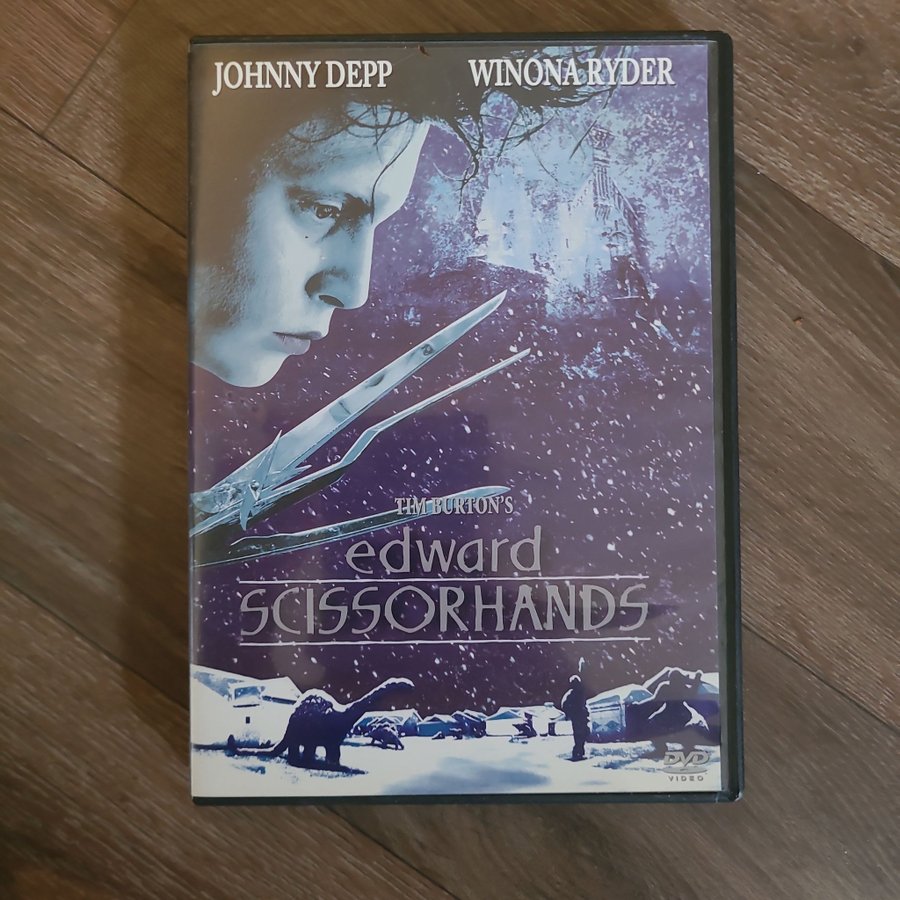 JOHNNY DEPP WINONA RYDER
TIM BURTON'S
edward
SCISSORHANDS
DVD
VIDEO